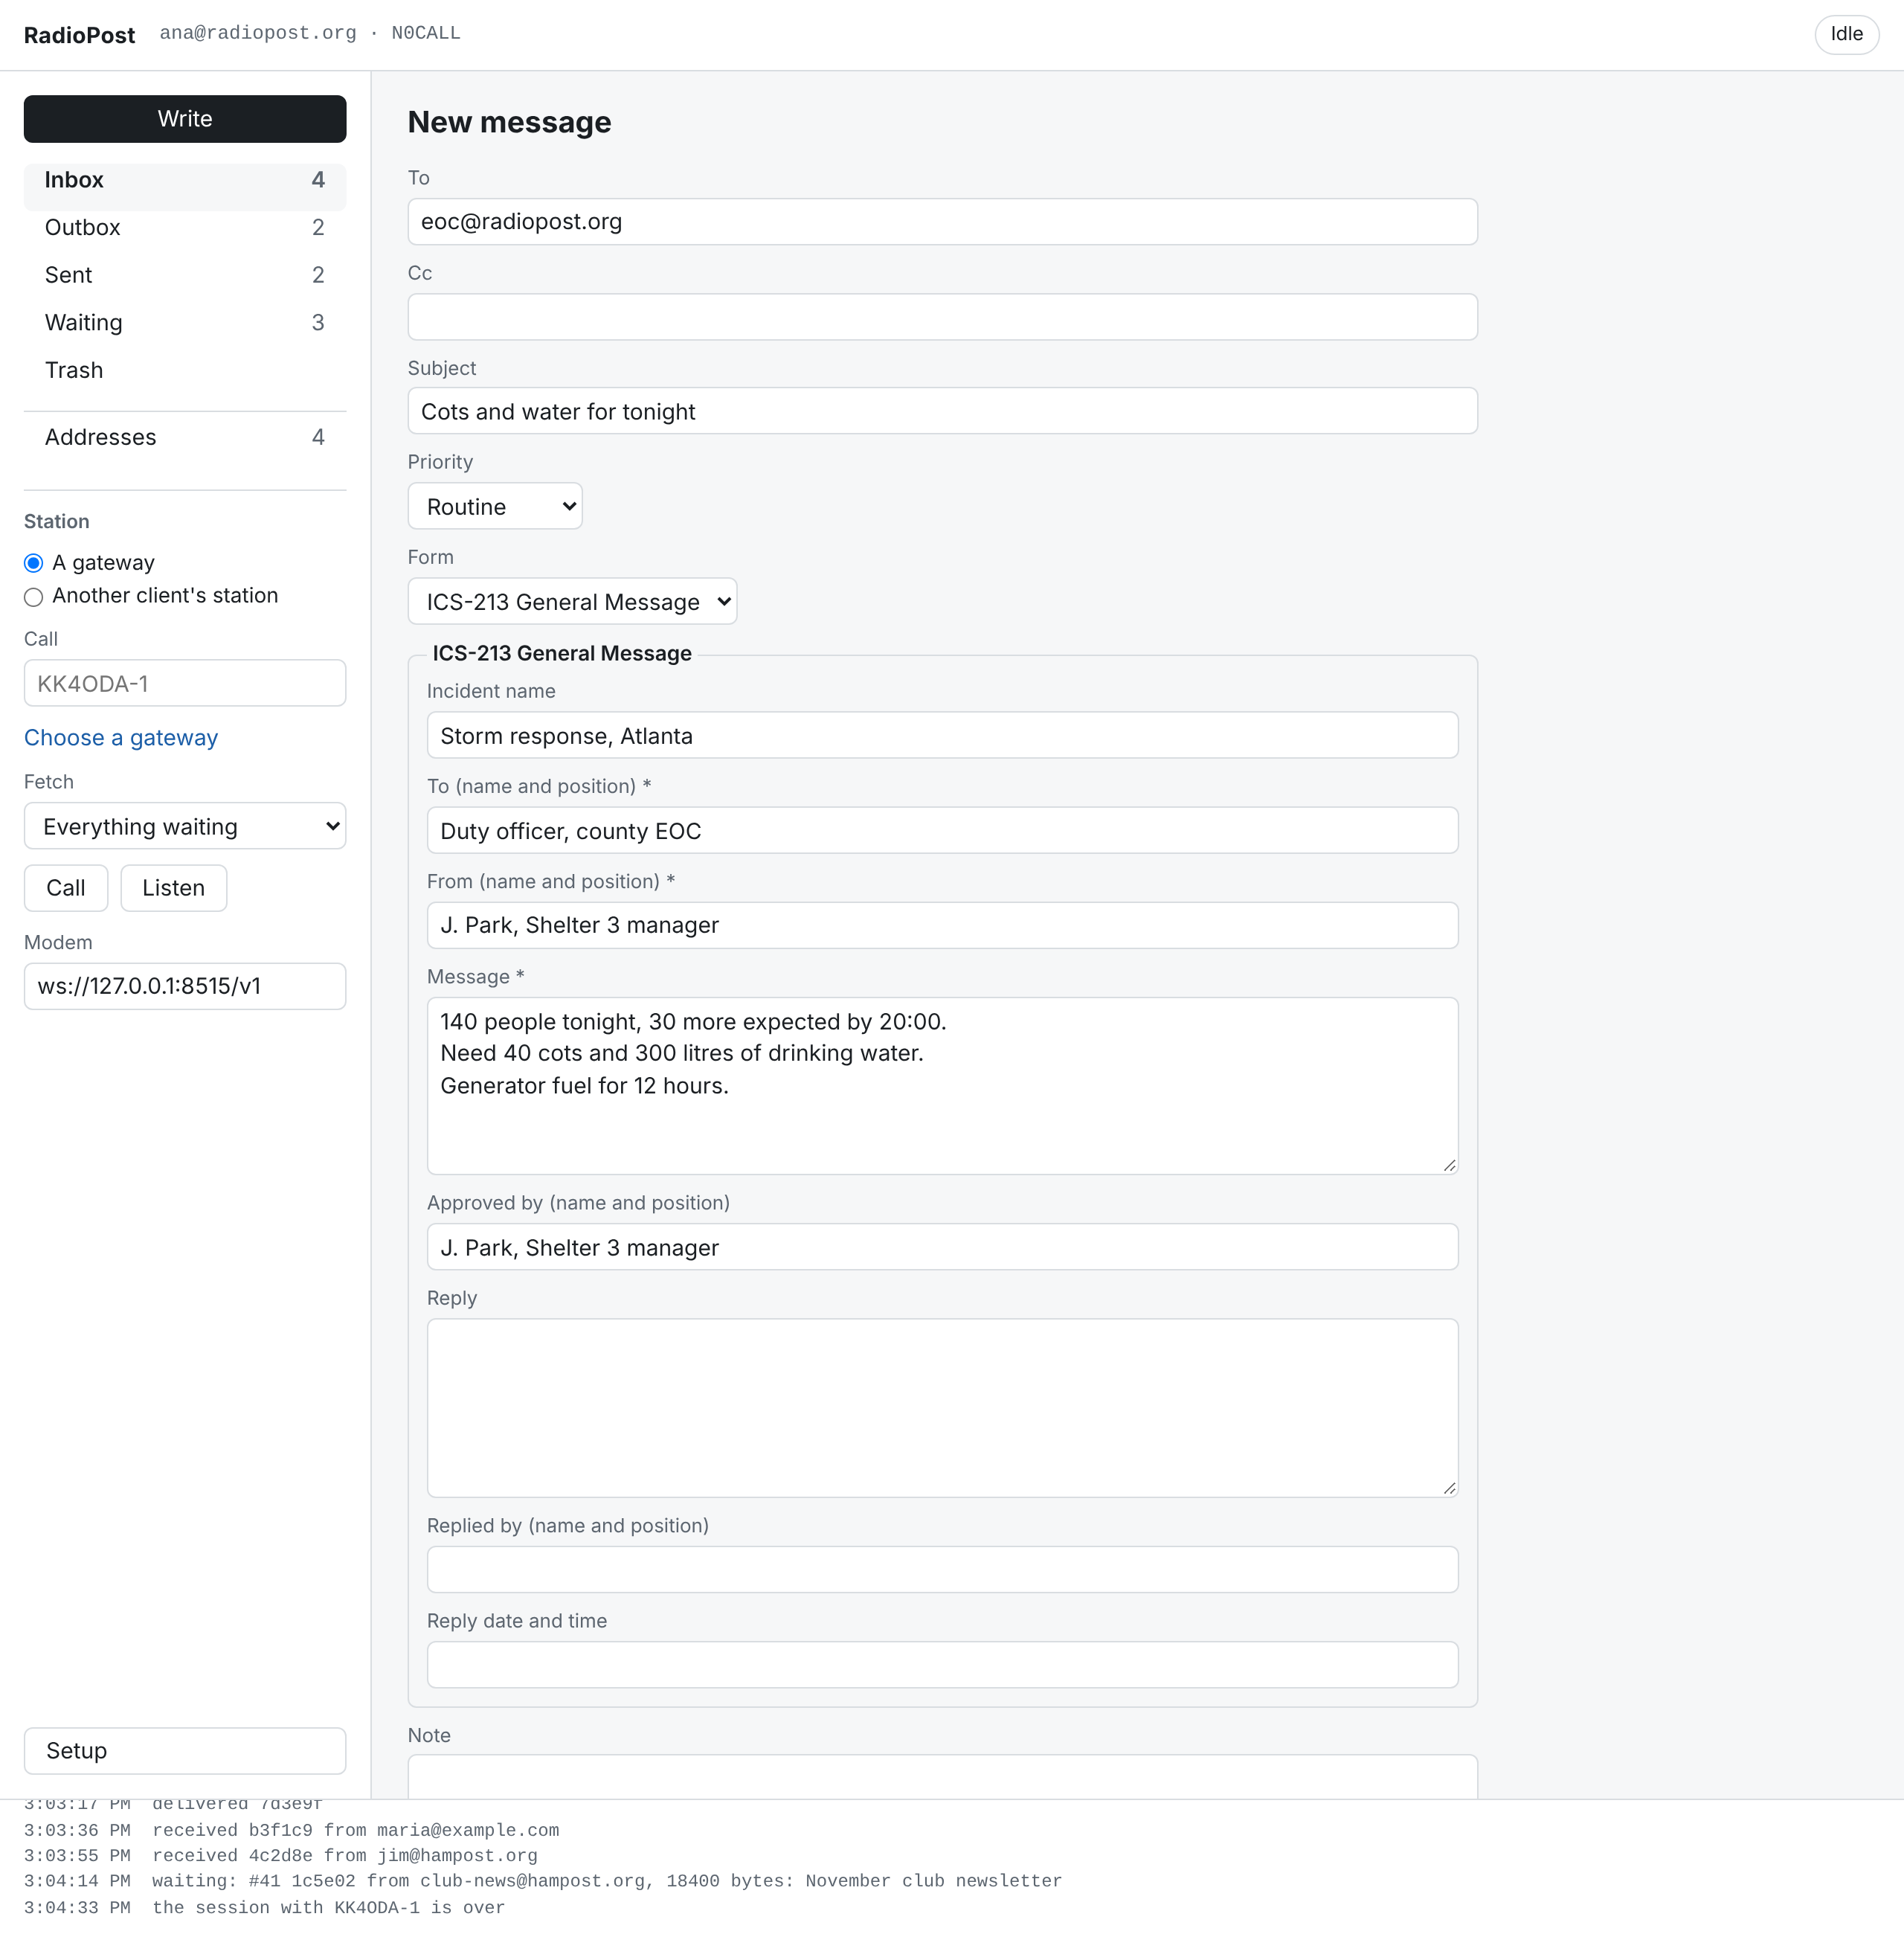 RadioPost ana@radiopost.org · N0CALL Idle
Write
Inbox 4
Outbox 2
Sent 2
Waiting 3
Trash
Addresses 4
Station
A gateway
Another client's station
Call
KK4ODA-1
Choose a gateway
Fetch
Everything waiting
Call Listen
Modem
ws://127.0.0.1:8515/v1
Setup
New message
To
eoc@radiopost.org
Cc
Subject
Cots and water for tonight
Priority
Routine
Form
ICS-213 General Message
ICS-213 General Message
Incident name
Storm response, Atlanta
To (name and position) *
Duty officer, county EOC
From (name and position) *
J. Park, Shelter 3 manager
Message *
140 people tonight, 30 more expected by 20:00.
Need 40 cots and 300 litres of drinking water.
Generator fuel for 12 hours.
Approved by (name and position)
J. Park, Shelter 3 manager
Reply
Replied by (name and position)
Reply date and time
Note
3:03:17 PM delivered 7d3e9f
3:03:36 PM received b3f1c9 from maria@example.com
3:03:55 PM received 4c2d8e from jim@hampost.org
3:04:14 PM waiting: #41 1c5e02 from club-news@hampost.org, 18400 bytes: November club newsletter
3:04:33 PM the session with KK4ODA-1 is over